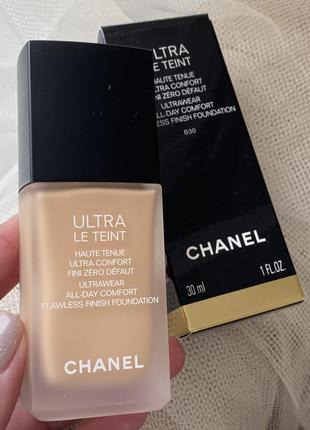 ULTRA
LE TEINT
HAUTE TENUE
ULTRA CONFORT
FINI ZÉRO DÉFAUT
ULTRAWEAR
ALL-DAY COMFORT
FLAWLESS FINISH FOUNDATION
CHANEL
ULTRA
LE TEINT
HAUTE TENUE
ULTRA CONFORT
FINI ZÉRO DÉFAUT
ULTRAWEAR
ALL-DAY COMFORT
FLAWLESS FINISH FOUNDATION
B30
CHANEL
30 ml
1 FL.OZ.